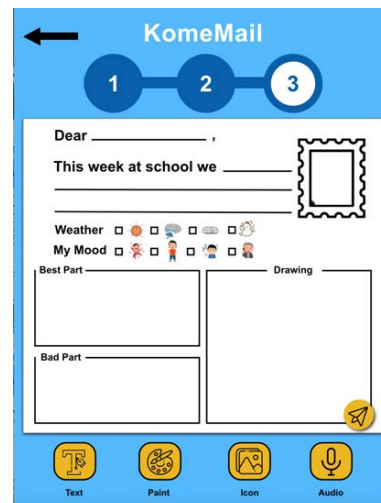 KomeMail
1 2 3
Dear ,
This week at school we
Weather
My Mood
Best Part
Drawing
Bad Part
Text Paint Icon Audio